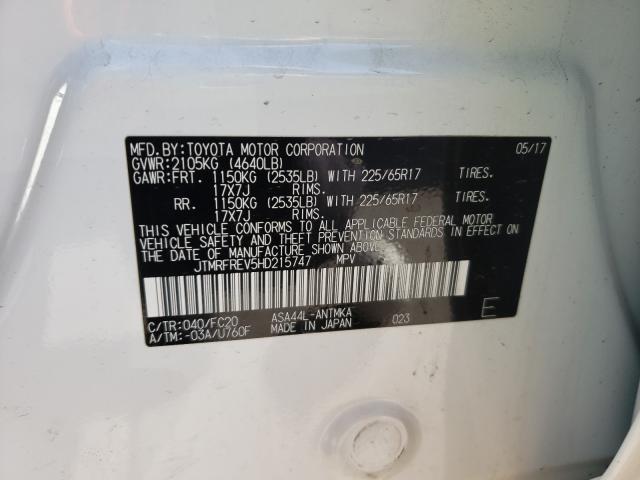 MFD.BY:TOYOTA MOTOR CORPORATION 05/17
GVWR:2105KG (4640LB)
GAWR:FRT. 1150KG (2535LB) WITH 225/65R17 TIRES.
17X7J RIMS.
RR. 1150KG (2535LB) WITH 225/65R17 TIRES.
17X7J RIMS.
THIS VEHICLE CONFORMS TO ALL APPLICABLE FEDERAL MOTOR
VEHICLE SAFETY AND THEFT PREVENTION STANDARDS IN EFFECT ON
THE DATE OF MANUFACTURE SHOWN ABOVE.
JTMRFREV5HD215747 MPV
C/TR:040/FC20 ASA44L-ANTMKA 023
A/TM:-03A/U760F MADE IN JAPAN E